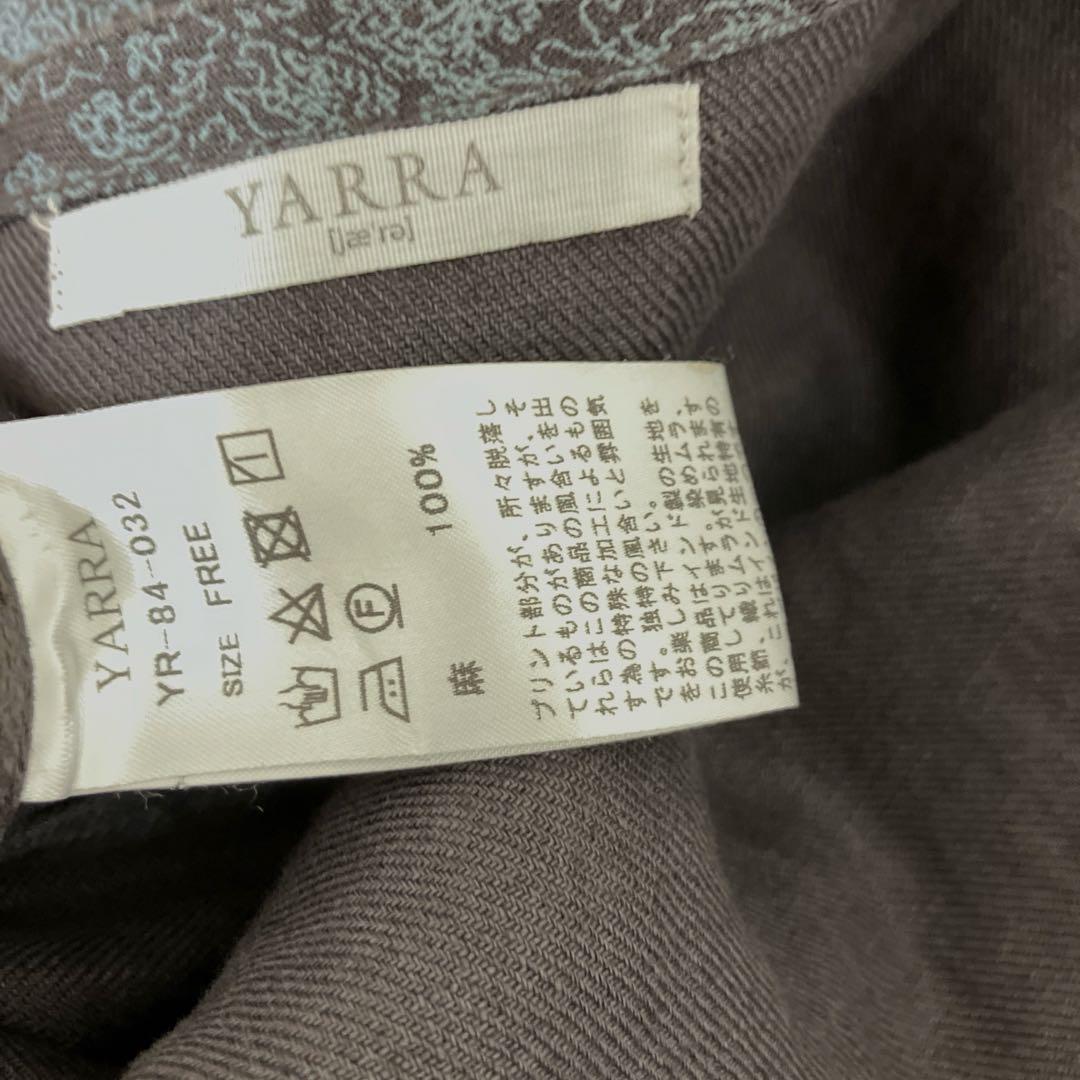 YARRA
[jæ'rə]
YARRA
YR-84-032
SIZE FREE
F
麻 100%
プリント部分が、所々脱落し
ているものがありますが、そ
れらはこの商品の風合いを出
す為の特殊な加工によるもの
です。独特の風合いと雰囲気
をお楽しみ下さい。
この商品はインド製の生地を
使用してります。染めムラ、
糸節、織りムラが見られます
が、これはインド生地特有の